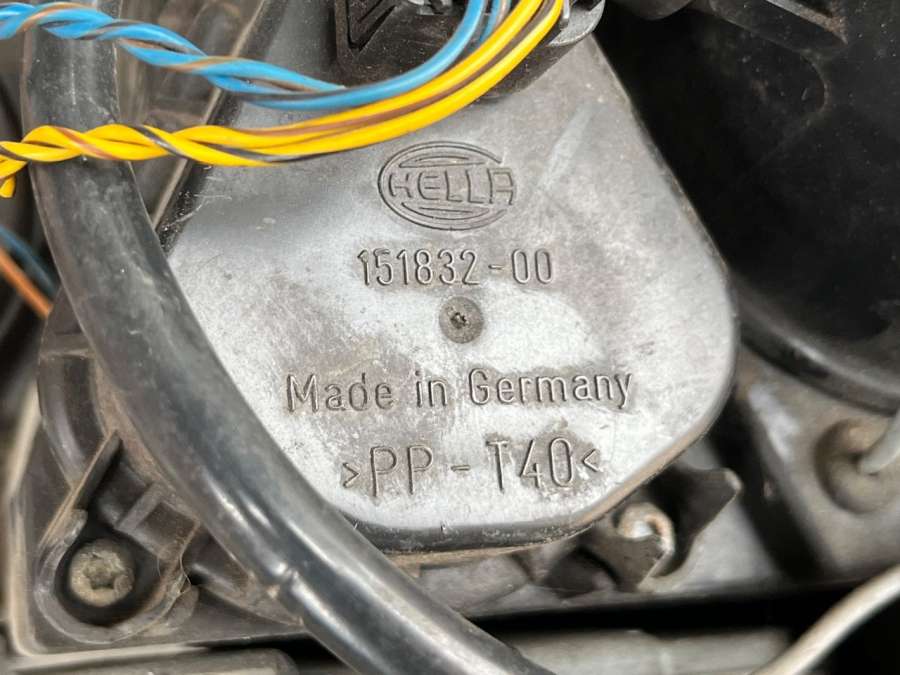 HELLA
151832-00
Made in Germany
>PP-T40<